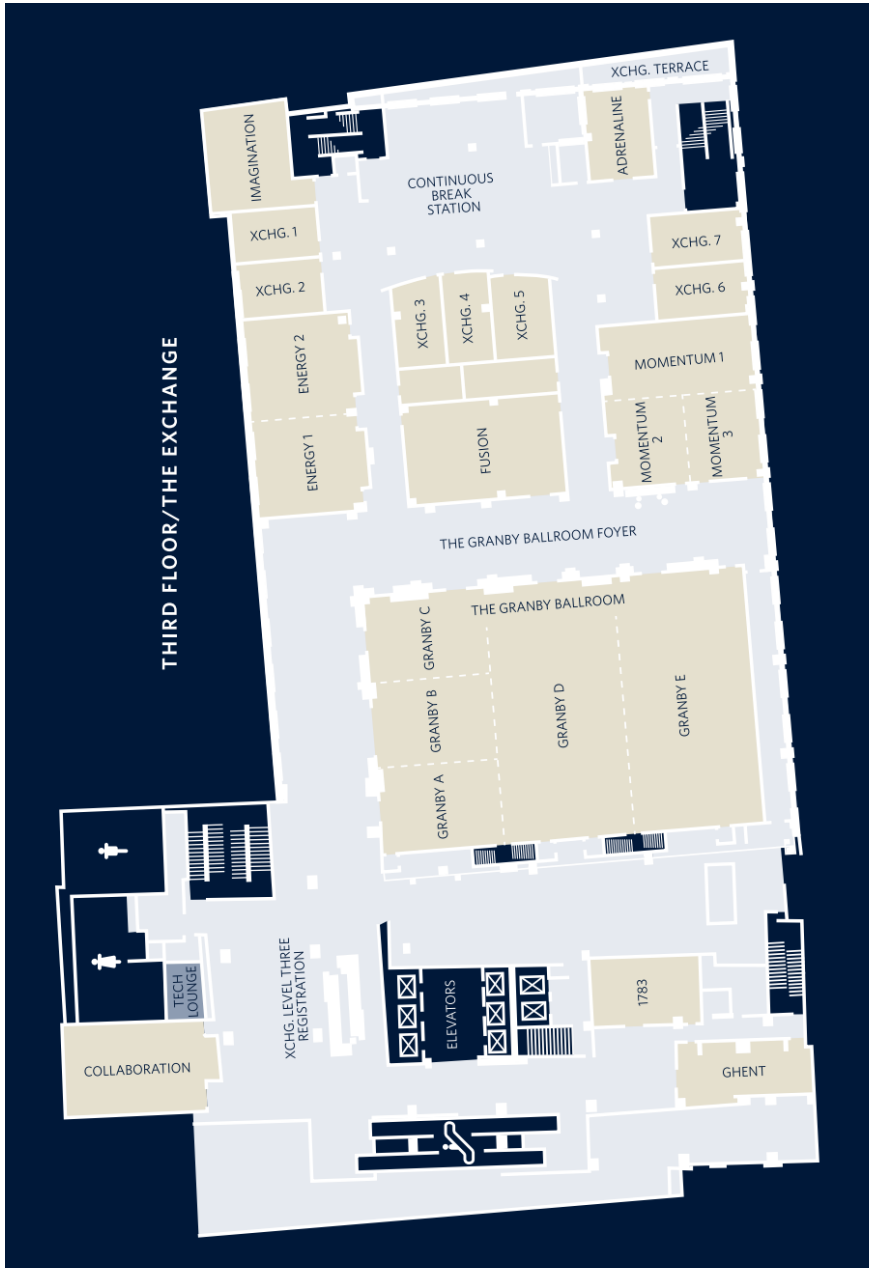 XCHG. TERRACE
IMAGINATION
ADRENALINE
CONTINUOUS
BREAK
STATION
XCHG. 1
XCHG. 7
XCHG. 2
XCHG. 6
XCHG. 3
XCHG. 4
XCHG. 5
THIRD FLOOR/THE EXCHANGE
ENERGY 2
MOMENTUM 1
ENERGY 1
FUSION
MOMENTUM
2
MOMENTUM
3
THE GRANBY BALLROOM FOYER
THE GRANBY BALLROOM
GRANBY C
GRANBY B
GRANBY A
GRANBY D
GRANBY E
TECH
LOUNGE
XCHG. LEVEL THREE
REGISTRATION
ELEVATORS
1783
COLLABORATION
GHENT